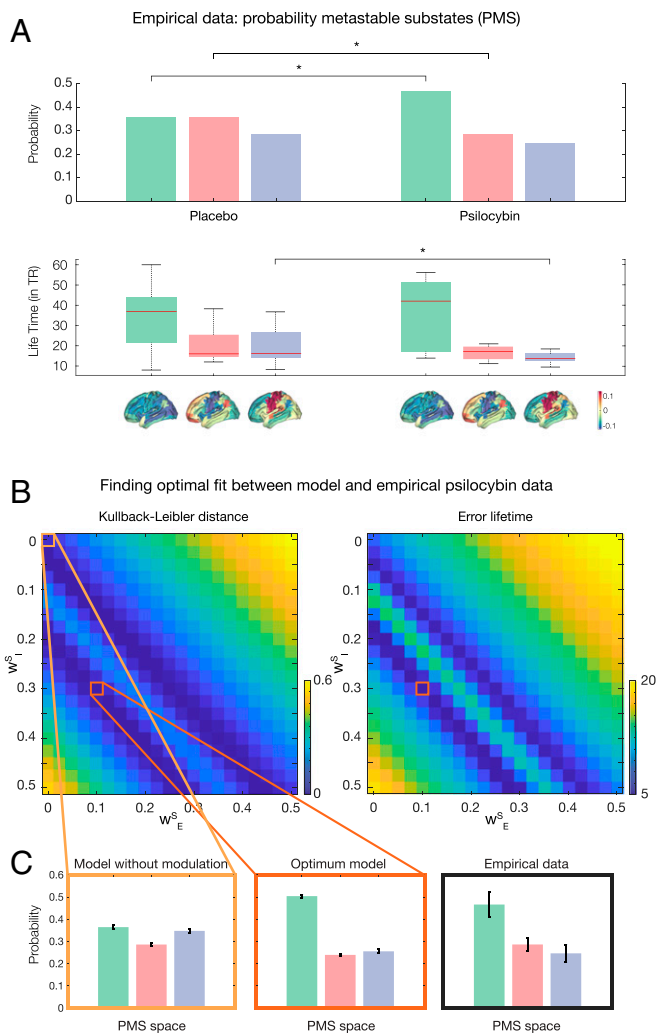 A
Empirical data: probability metastable substates (PMS)
*
*
0.5
0.4
0.3
0.2
0.1
0
Probability
Placebo
Psilocybin
*
60
50
40
30
20
10
Life Time (in TR)
0.1
0
-0.1
B
Finding optimal fit between model and empirical psilocybin data
Kullback-Leibler distance
Error lifetime
0
0.1
0.2
0.3
0.4
0.5
W^S_I
0
0.1
0.2
0.3
0.4
0.5
W^S_E
0.6
0
0
0.1
0.2
0.3
0.4
0.5
W^S_I
0
0.1
0.2
0.3
0.4
0.5
W^S_E
20
5
C
Model without modulation
Optimum model
Empirical data
0.6
0.5
0.4
0.3
0.2
0.1
0
Probability
PMS space
PMS space
PMS space